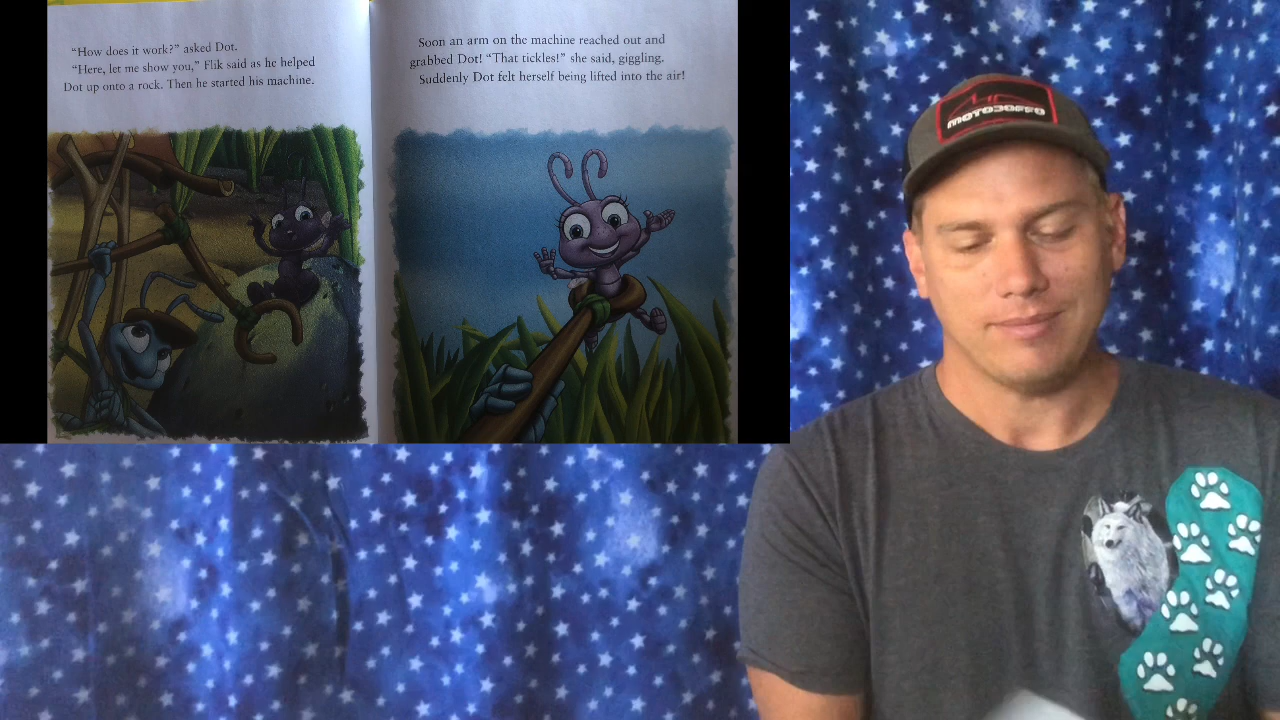 “How does it work?” asked Dot.
“Here, let me show you,” Flik said as he helped
Dot up onto a rock. Then he started his machine.
Soon an arm on the machine reached out and
grabbed Dot! “That tickles!” she said, giggling.
Suddenly Dot felt herself being lifted into the air!